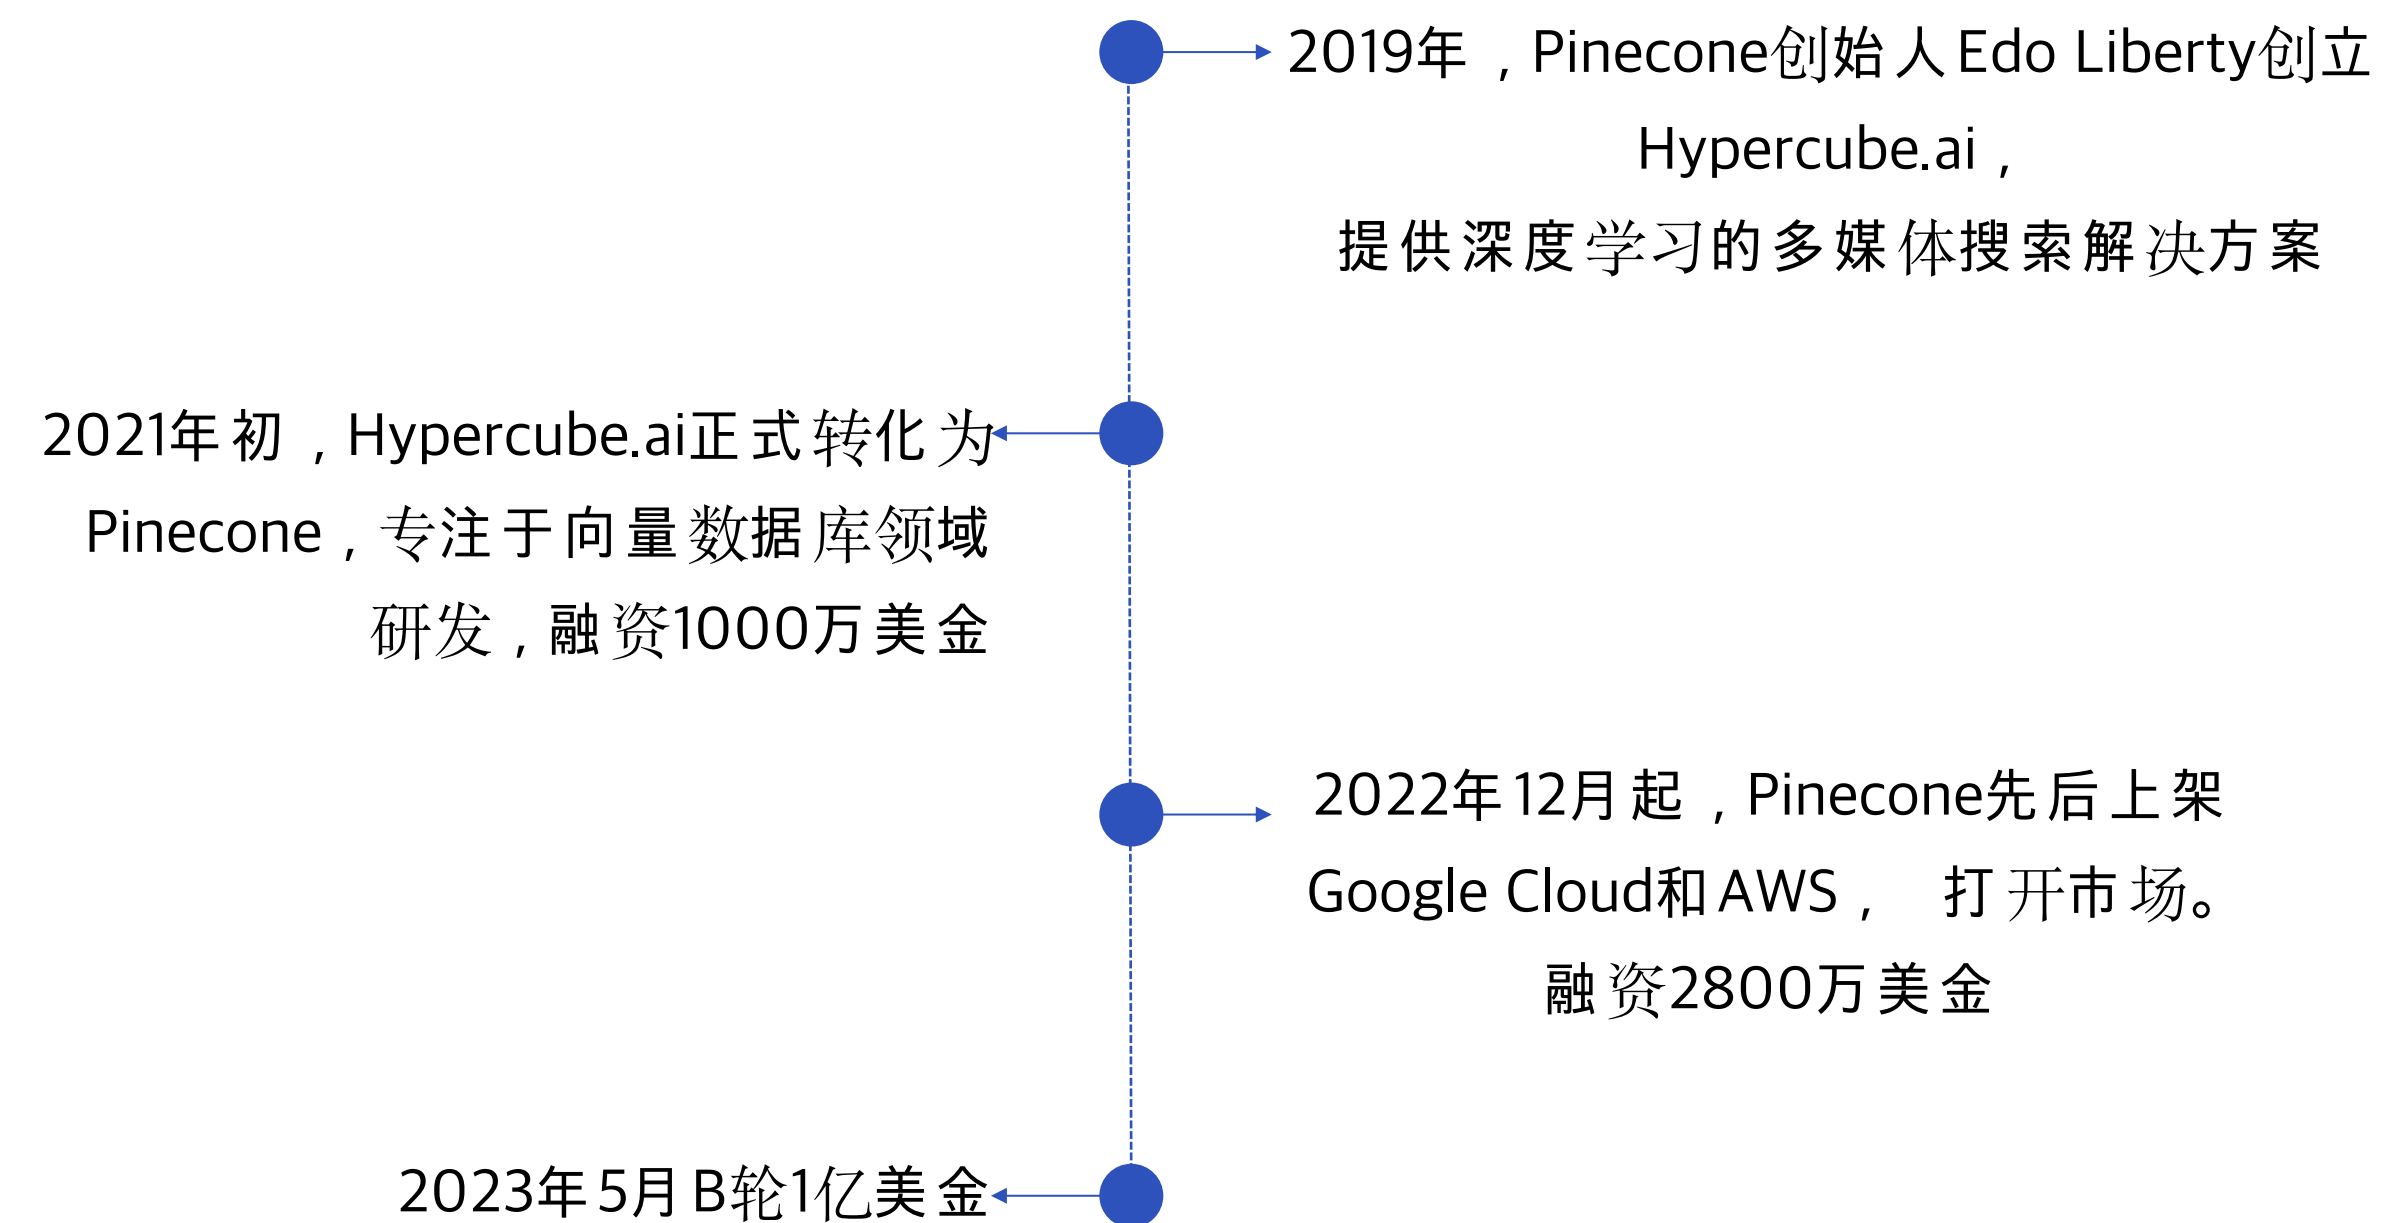 2019年,Pinecone创始人Edo Liberty创立
Hypercube.ai,
提供深度学习的多媒体搜索解决方案
2021年初,Hypercube.ai正式转化为
Pinecone,专注于向量数据库领域
研发,融资1000万美金
2022年12月起,Pinecone先后上架
Google Cloud和AWS, 打开市场。
融资2800万美金
2023年5月B轮1亿美金